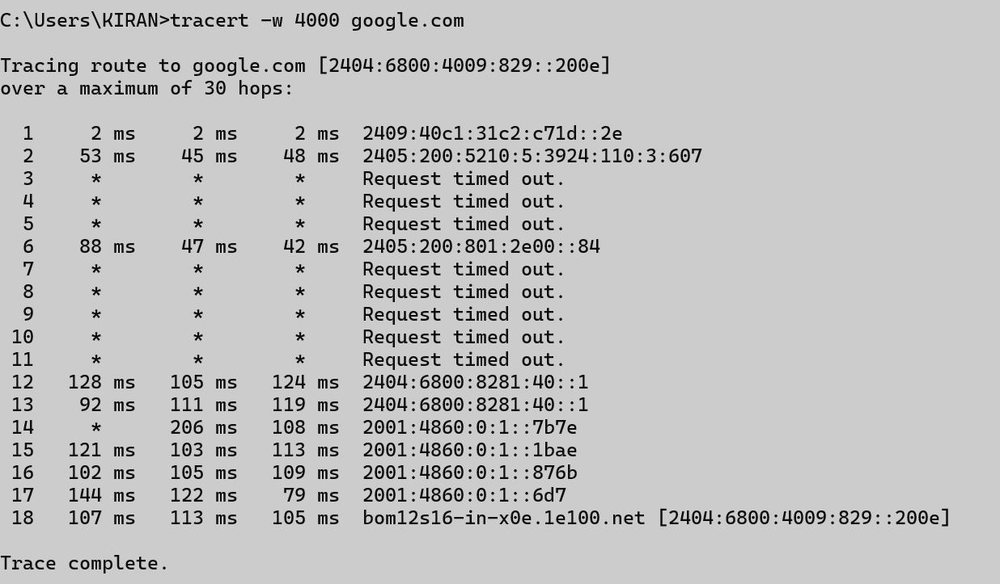 C:\Users\KIRAN>tracert -w 4000 google.com
Tracing route to google.com [2404:6800:4009:829::200e]
over a maximum of 30 hops:
1 2 ms 2 ms 2 ms 2409:40c1:31c2:c71d::2e
2 53 ms 45 ms 48 ms 2405:200:5210:5:3924:110:3:607
3 * * * Request timed out.
4 * * * Request timed out.
5 * * * Request timed out.
6 88 ms 47 ms 42 ms 2405:200:801:2e00::84
7 * * * Request timed out.
8 * * * Request timed out.
9 * * * Request timed out.
10 * * * Request timed out.
11 * * * Request timed out.
12 128 ms 105 ms 124 ms 2404:6800:8281:40::1
13 92 ms 111 ms 119 ms 2404:6800:8281:40::1
14 * 206 ms 108 ms 2001:4860:0:1::7b7e
15 121 ms 103 ms 113 ms 2001:4860:0:1::1bae
16 102 ms 105 ms 109 ms 2001:4860:0:1::876b
17 144 ms 122 ms 79 ms 2001:4860:0:1::6d7
18 107 ms 113 ms 105 ms bom12s16-in-x0e.1e100.net [2404:6800:4009:829::200e]
Trace complete.